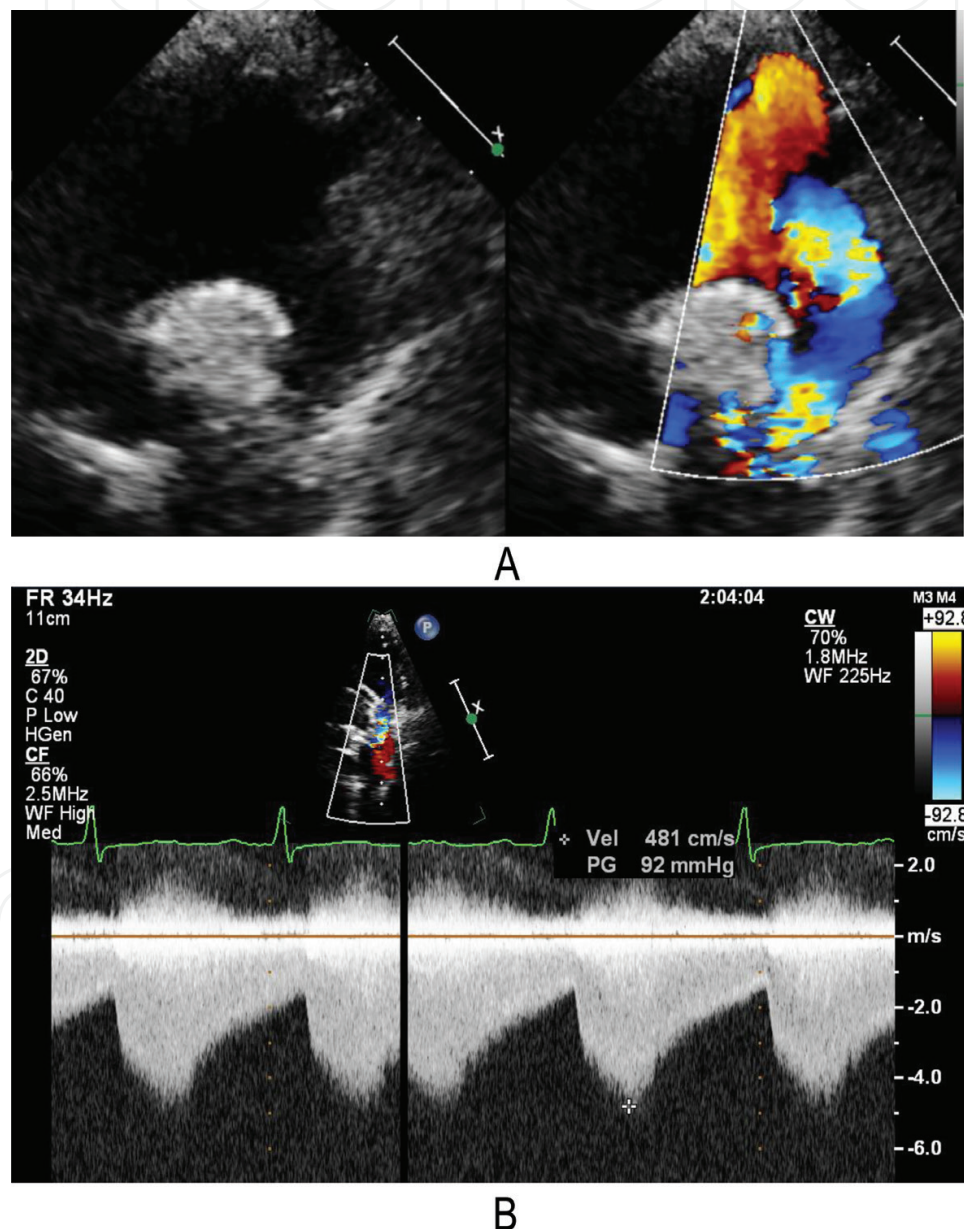 A
FR 34Hz
11cm
2D
67%
C 40
P Low
HGen
CF
66%
2.5MHz
WF High
Med
P
X
2:04:04
CW
70%
1.8MHz
WF 225Hz
M3 M4
+92.8
-92.8
cm/s
Vel 481 cm/s
PG 92 mmHg
2.0
m/s
-2.0
-4.0
-6.0
B